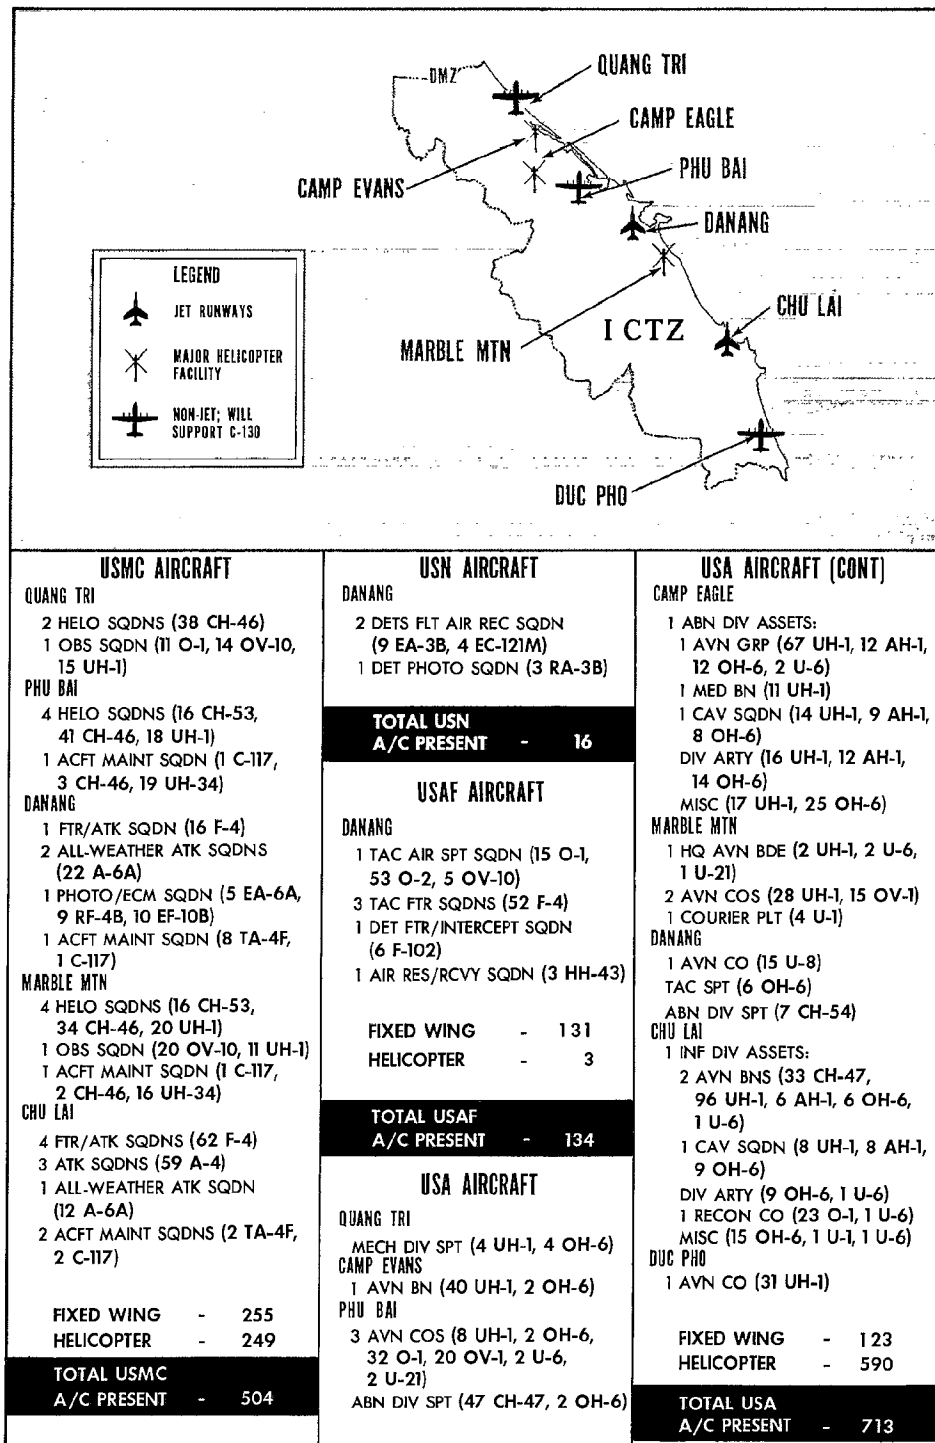 DMZ
QUANG TRI
CAMP EAGLE
CAMP EVANS
PHU BAI
DANANG
CHU LAI
MARBLE MTN
I CTZ
DUC PHO
LEGEND
JET RUNWAYS
MAJOR HELICOPTER
FACILITY
NON-JET; WILL
SUPPORT C-130
USMC AIRCRAFT
QUANG TRI
2 HELO SQDNS (38 CH-46)
1 OBS SQDN (11 O-1, 14 OV-10,
15 UH-1)
PHU BAI
4 HELO SQDNS (16 CH-53,
41 CH-46, 18 UH-1)
1 ACFT MAINT SQDN (1 C-117,
3 CH-46, 19 UH-34)
DANANG
1 FTR/ATK SQDN (16 F-4)
2 ALL-WEATHER ATK SQDNS
(22 A-6A)
1 PHOTO/ECM SQDN (5 EA-6A,
9 RF-4B, 10 EF-10B)
1 ACFT MAINT SQDN (8 TA-4F,
1 C-117)
MARBLE MTN
4 HELO SQDNS (16 CH-53,
34 CH-46, 20 UH-1)
1 OBS SQDN (20 OV-10, 11 UH-1)
1 ACFT MAINT SQDN (1 C-117,
2 CH-46, 16 UH-34)
CHU LAI
4 FTR/ATK SQDNS (62 F-4)
3 ATK SQDNS (59 A-4)
1 ALL-WEATHER ATK SQDN
(12 A-6A)
2 ACFT MAINT SQDNS (2 TA-4F,
2 C-117)
FIXED WING - 255
HELICOPTER - 249
TOTAL USMC
A/C PRESENT - 504
USN AIRCRAFT
DANANG
2 DETS FLT AIR REC SQDN
(9 EA-3B, 4 EC-121M)
1 DET PHOTO SQDN (3 RA-3B)
TOTAL USN
A/C PRESENT - 16
USAF AIRCRAFT
DANANG
1 TAC AIR SPT SQDN (15 O-1,
53 O-2, 5 OV-10)
3 TAC FTR SQDNS (52 F-4)
1 DET FTR/INTERCEPT SQDN
(6 F-102)
1 AIR RES/RCVY SQDN (3 HH-43)
FIXED WING - 131
HELICOPTER - 3
TOTAL USAF
A/C PRESENT - 134
USA AIRCRAFT
QUANG TRI
MECH DIV SPT (4 UH-1, 4 OH-6)
CAMP EVANS
1 AVN BN (40 UH-1, 2 OH-6)
PHU BAI
3 AVN COS (8 UH-1, 2 OH-6,
32 O-1, 20 OV-1, 2 U-6,
2 U-21)
ABN DIV SPT (47 CH-47, 2 OH-6)
USA AIRCRAFT (CONT)
CAMP EAGLE
1 ABN DIV ASSETS:
1 AVN GRP (67 UH-1, 12 AH-1,
12 OH-6, 2 U-6)
1 MED BN (11 UH-1)
1 CAV SQDN (14 UH-1, 9 AH-1,
8 OH-6)
DIV ARTY (16 UH-1, 12 AH-1,
14 OH-6)
MISC (17 UH-1, 25 OH-6)
MARBLE MTN
1 HQ AVN BDE (2 UH-1, 2 U-6,
1 U-21)
2 AVN COS (28 UH-1, 15 OV-1)
1 COURIER PLT (4 U-1)
DANANG
1 AVN CO (15 U-8)
TAC SPT (6 OH-6)
ABN DIV SPT (7 CH-54)
CHU LAI
1 INF DIV ASSETS:
2 AVN BNS (33 CH-47,
96 UH-1, 6 AH-1, 6 OH-6,
1 U-6)
1 CAV SQDN (8 UH-1, 8 AH-1,
9 OH-6)
DIV ARTY (9 OH-6, 1 U-6)
1 RECON CO (23 O-1, 1 U-6)
MISC (15 OH-6, 1 U-1, 1 U-6)
DUC PHO
1 AVN CO (31 UH-1)
FIXED WING - 123
HELICOPTER - 590
TOTAL USA
A/C PRESENT - 713